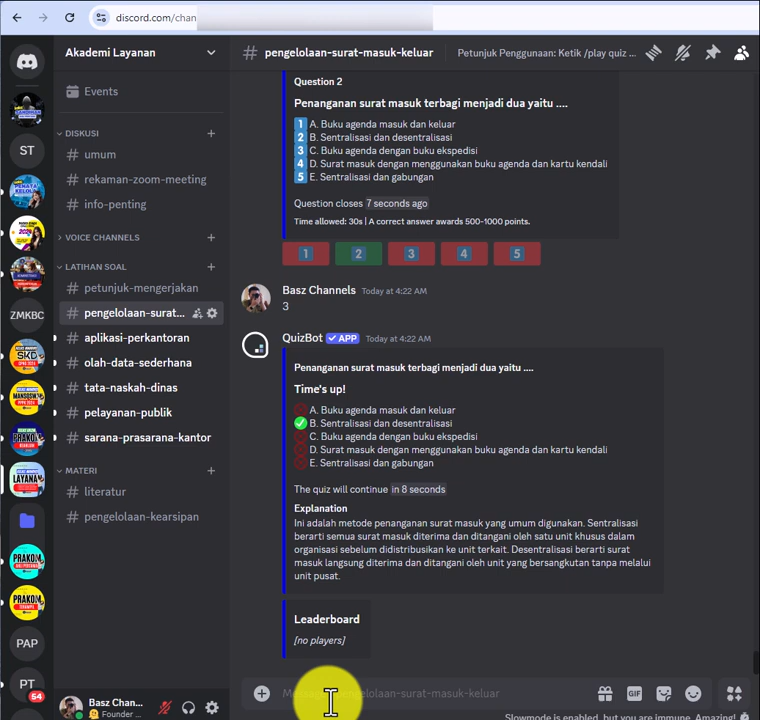 discord.com/chan
Akademi Layanan
# pengelolaan-surat-masuk-keluar
Petunjuk Penggunaan: Ketik /play quiz ...
Events
DISKUSI
# umum
# rekaman-zoom-meeting
# info-penting
VOICE CHANNELS
LATIHAN SOAL
# petunjuk-mengerjakan
# pengelolaan-surat...
# aplikasi-perkantoran
# olah-data-sederhana
# tata-naskah-dinas
# pelayanan-publik
# sarana-prasarana-kantor
MATERI
# literatur
# pengelolaan-kearsipan
ST
ZMKBC
PAP
PT
54
Basz Chan...
Founder ...
Question 2
Penanganan surat masuk terbagi menjadi dua yaitu ....
1 A. Buku agenda masuk dan keluar
2 B. Sentralisasi dan desentralisasi
3 C. Buku agenda dengan buku ekspedisi
4 D. Surat masuk dengan menggunakan buku agenda dan kartu kendali
5 E. Sentralisasi dan gabungan
Question closes 7 seconds ago
Time allowed: 30s | A correct answer awards 500-1000 points.
1 2 3 4 5
Basz Channels Today at 4:22 AM
3
QuizBot ✓ APP Today at 4:22 AM
Penanganan surat masuk terbagi menjadi dua yaitu ....
Time's up!
A. Buku agenda masuk dan keluar
B. Sentralisasi dan desentralisasi
C. Buku agenda dengan buku ekspedisi
D. Surat masuk dengan menggunakan buku agenda dan kartu kendali
E. Sentralisasi dan gabungan
The quiz will continue in 8 seconds
Explanation
Ini adalah metode penanganan surat masuk yang umum digunakan. Sentralisasi
berarti semua surat masuk diterima dan ditangani oleh satu unit khusus dalam
organisasi sebelum didistribusikan ke unit terkait. Desentralisasi berarti surat
masuk langsung diterima dan ditangani oleh unit yang bersangkutan tanpa melalui
unit pusat.
Leaderboard
[no players]
GIF
Slowmode is enabled, but you are immune. Amazing!